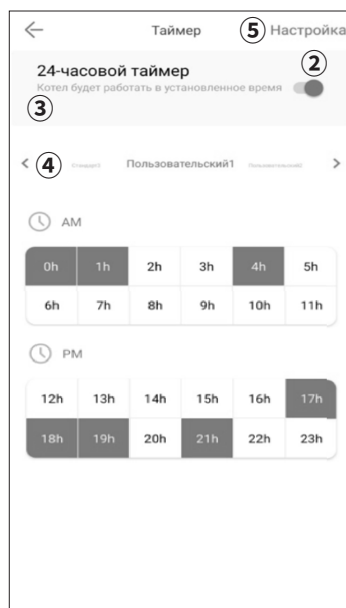 Таймер ⑤ Настройка
24-часовой таймер ②
Котел будет работать в установленное время
③
< ④ Пользовательский1 >
AM
0h 1h 2h 3h 4h 5h
6h 7h 8h 9h 10h 11h
PM
12h 13h 14h 15h 16h 17h
18h 19h 20h 21h 22h 23h